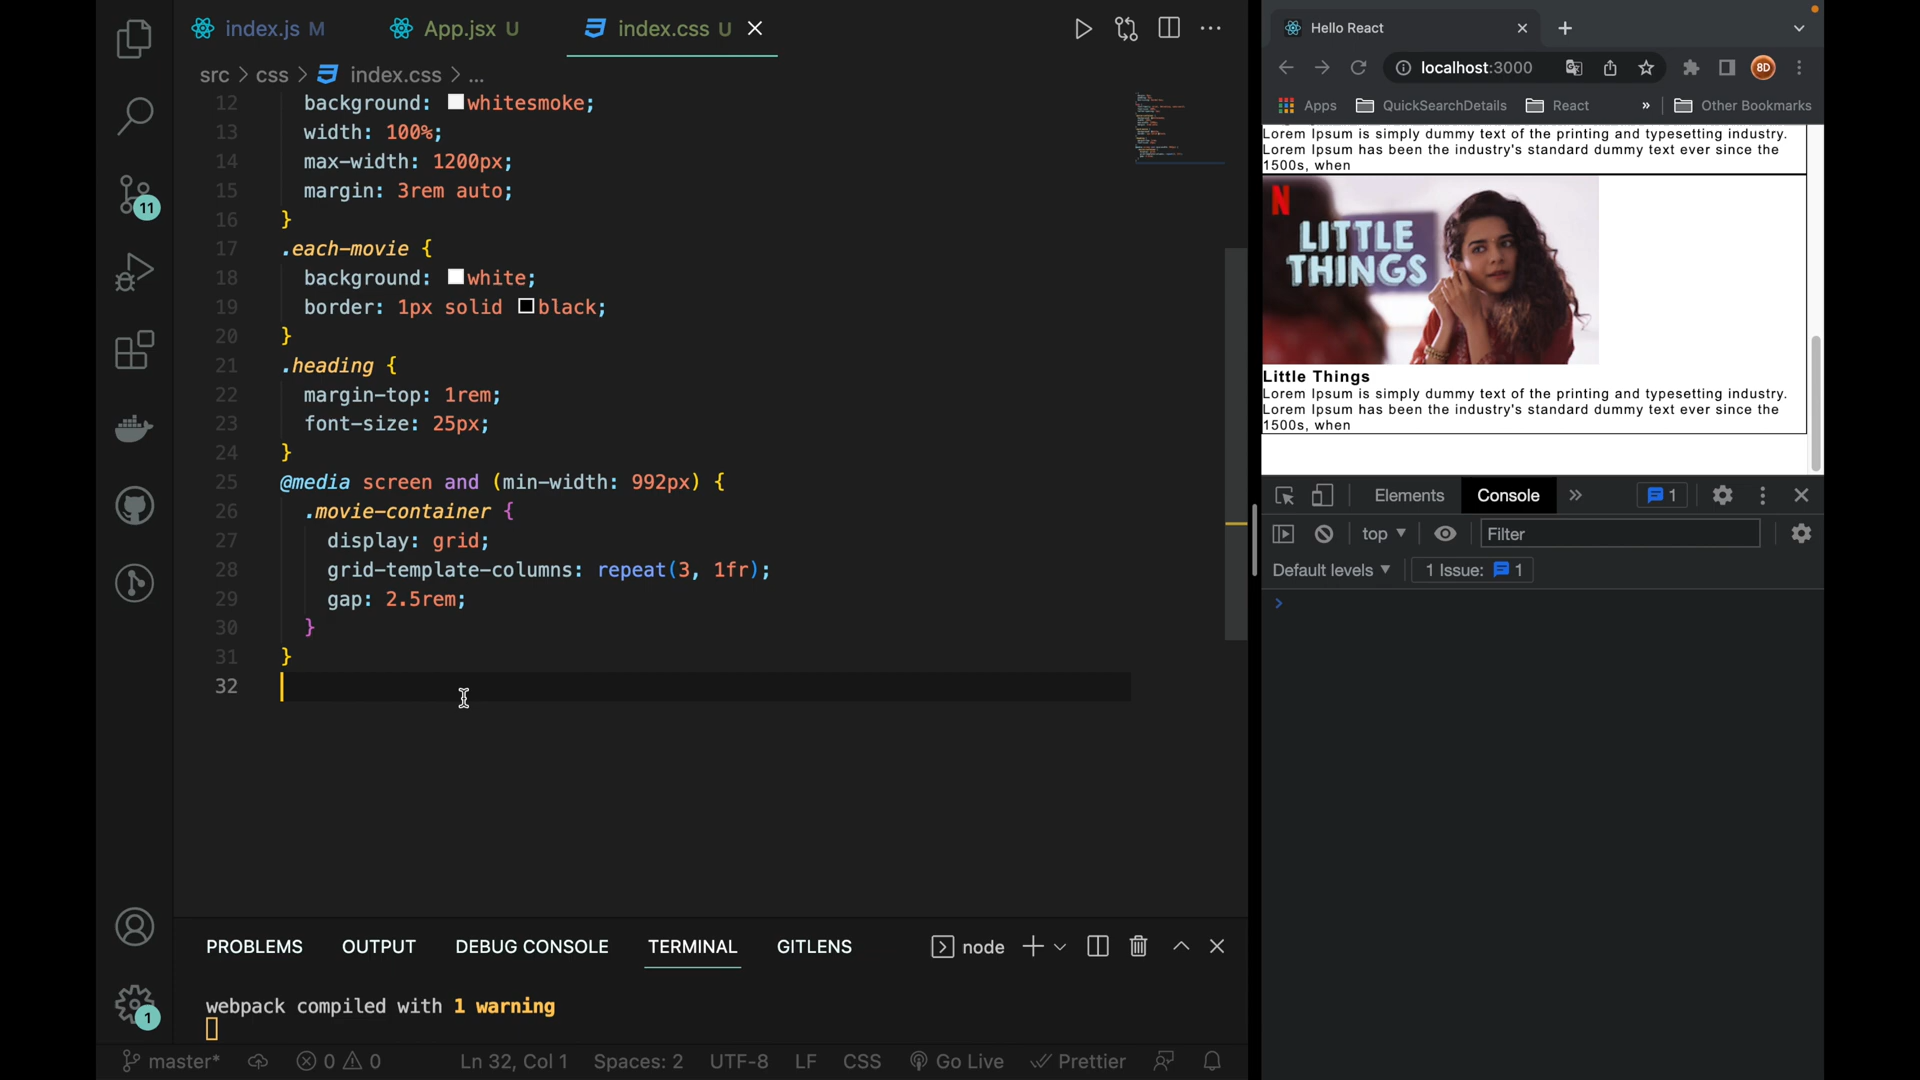 index.js M
App.jsx U
index.css U
src > css > index.css > ...
12 background: whitesmoke;
13 width: 100%;
14 max-width: 1200px;
15 margin: 3rem auto;
16 }
17 .each-movie {
18 background: white;
19 border: 1px solid black;
20 }
21 .heading {
22 margin-top: 1rem;
23 font-size: 25px;
24 }
25 @media screen and (min-width: 992px) {
26 .movie-container {
27 display: grid;
28 grid-template-columns: repeat(3, 1fr);
29 gap: 2.5rem;
30 }
31 }
32
11
1
PROBLEMS OUTPUT DEBUG CONSOLE TERMINAL GITLENS
node
webpack compiled with 1 warning
master* 0 0 Ln 32, Col 1 Spaces: 2 UTF-8 LF CSS Go Live Prettier
Hello React
localhost:3000
8D
Apps QuickSearchDetails React » Other Bookmarks
Lorem Ipsum is simply dummy text of the printing and typesetting industry.
Lorem Ipsum has been the industry's standard dummy text ever since the
1500s, when
N
LITTLE
THINGS
Little Things
Lorem Ipsum is simply dummy text of the printing and typesetting industry.
Lorem Ipsum has been the industry's standard dummy text ever since the
1500s, when
Elements Console » 1
top Filter
Default levels 1 Issue: 1
>